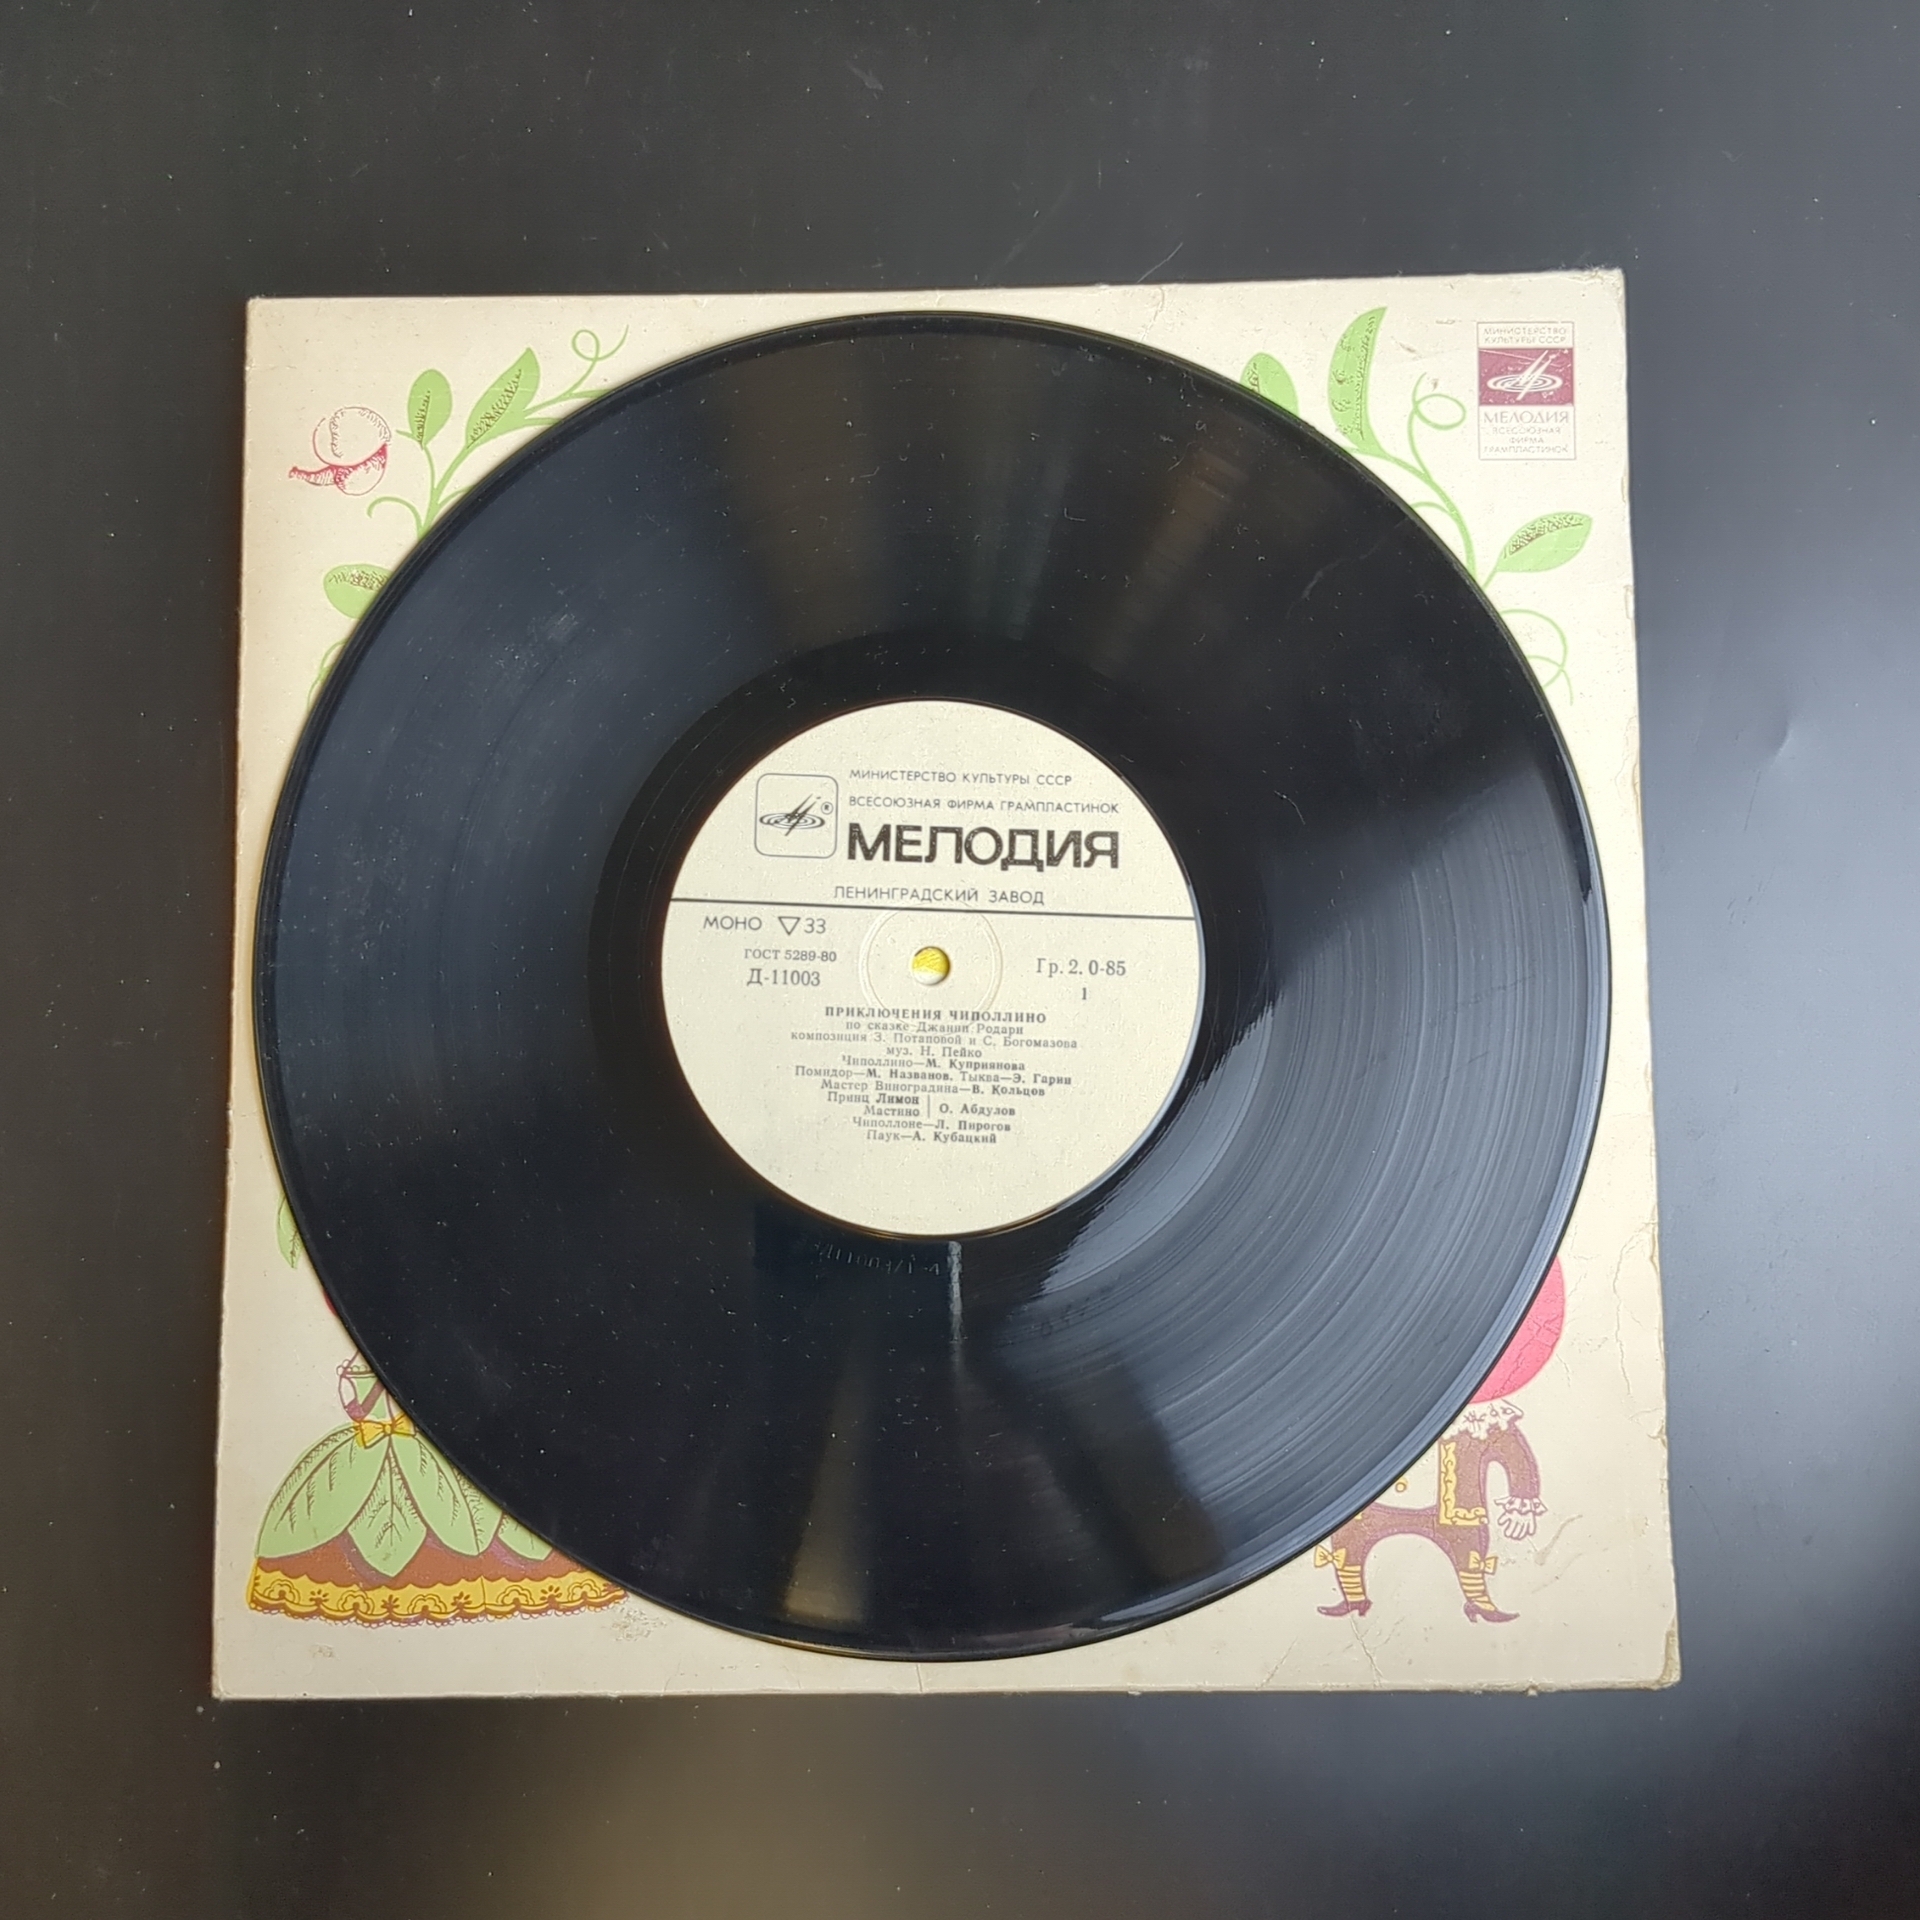 МИНИСТЕРСТВО
КУЛЬТУРЫ СССР
МЕЛОДИЯ
ВСЕСОЮЗНАЯ
ФИРМА
ГРАМПЛАСТИНОК
МИНИСТЕРСТВО КУЛЬТУРЫ СССР
ВСЕСОЮЗНАЯ ФИРМА ГРАМПЛАСТИНОК
МЕЛОДИЯ
ЛЕНИНГРАДСКИЙ ЗАВОД
МОНО ▽33
ГОСТ 5289-80
Д-11003
Гр. 2. 0-85
1
ПРИКЛЮЧЕНИЯ ЧИПОЛЛИНО
по сказке Джанни Родари
композиция З. Потаповой и С. Богомазова
муз. Н. Пейко
Чиполлино—М. Куприянова
Помидор—М. Названов. Тыква—Э. Гарин
Мастер Виноградина—В. Кольцов
Принц Лимон
Мастино | О. Абдулов
Чиполлоне—Л. Пирогов
Паук—А. Кубацкий